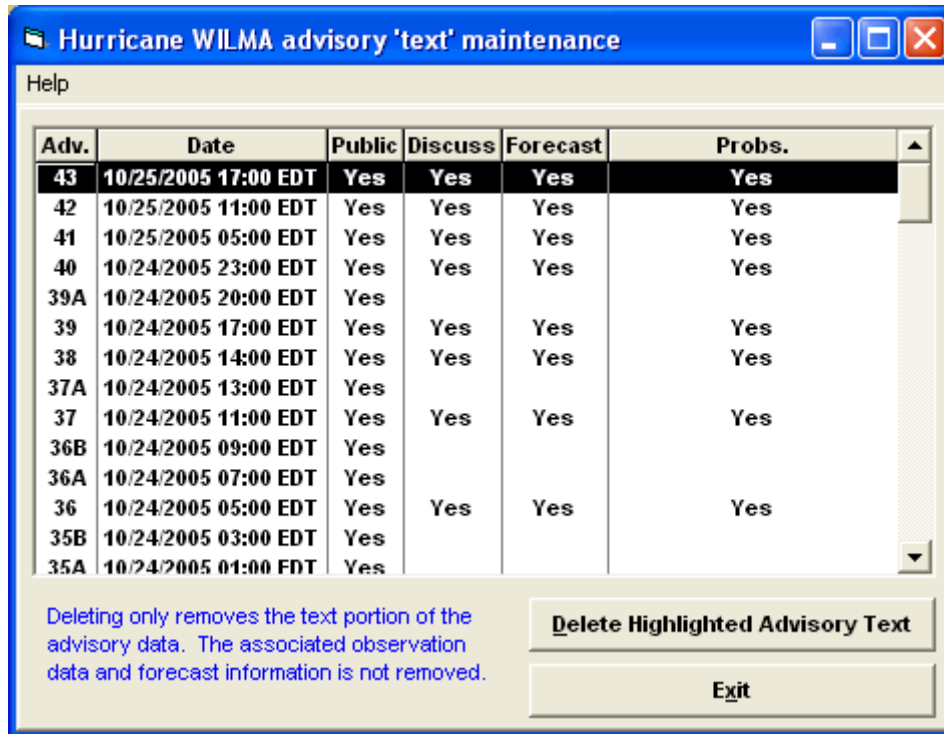 Hurricane WILMA advisory 'text' maintenance
Help
Adv. Date Public Discuss Forecast Probs.
43 10/25/2005 17:00 EDT Yes Yes Yes Yes
42 10/25/2005 11:00 EDT Yes Yes Yes Yes
41 10/25/2005 05:00 EDT Yes Yes Yes Yes
40 10/24/2005 23:00 EDT Yes Yes Yes Yes
39A 10/24/2005 20:00 EDT Yes
39 10/24/2005 17:00 EDT Yes Yes Yes Yes
38 10/24/2005 14:00 EDT Yes Yes Yes Yes
37A 10/24/2005 13:00 EDT Yes
37 10/24/2005 11:00 EDT Yes Yes Yes Yes
36B 10/24/2005 09:00 EDT Yes
36A 10/24/2005 07:00 EDT Yes
36 10/24/2005 05:00 EDT Yes Yes Yes Yes
35B 10/24/2005 03:00 EDT Yes
35A 10/24/2005 01:00 EDT Yes
Deleting only removes the text portion of the
advisory data. The associated observation
data and forecast information is not removed.
Delete Highlighted Advisory Text
Exit